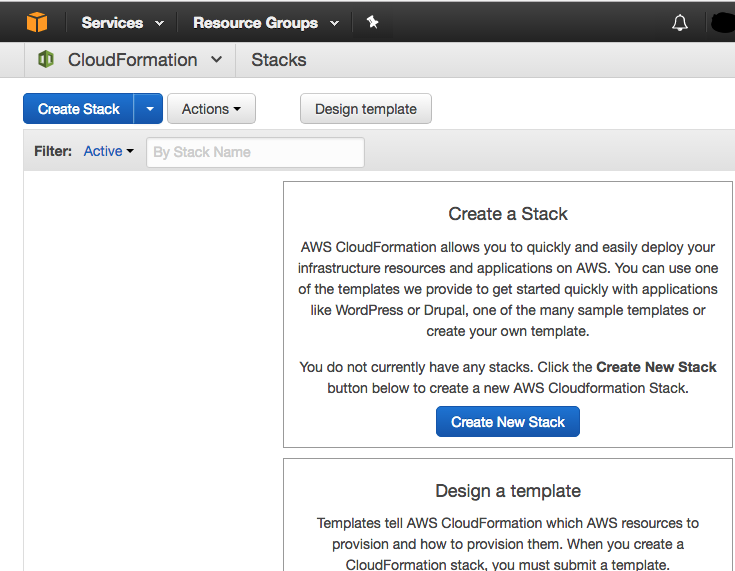 Services Resource Groups
CloudFormation Stacks
Create Stack Actions Design template
Filter: Active By Stack Name
Create a Stack
AWS CloudFormation allows you to quickly and easily deploy your
infrastructure resources and applications on AWS. You can use one
of the templates we provide to get started quickly with applications
like WordPress or Drupal, one of the many sample templates or
create your own template.
You do not currently have any stacks. Click the Create New Stack
button below to create a new AWS Cloudformation Stack.
Create New Stack
Design a template
Templates tell AWS CloudFormation which AWS resources to
provision and how to provision them. When you create a
CloudFormation stack, you must submit a template.